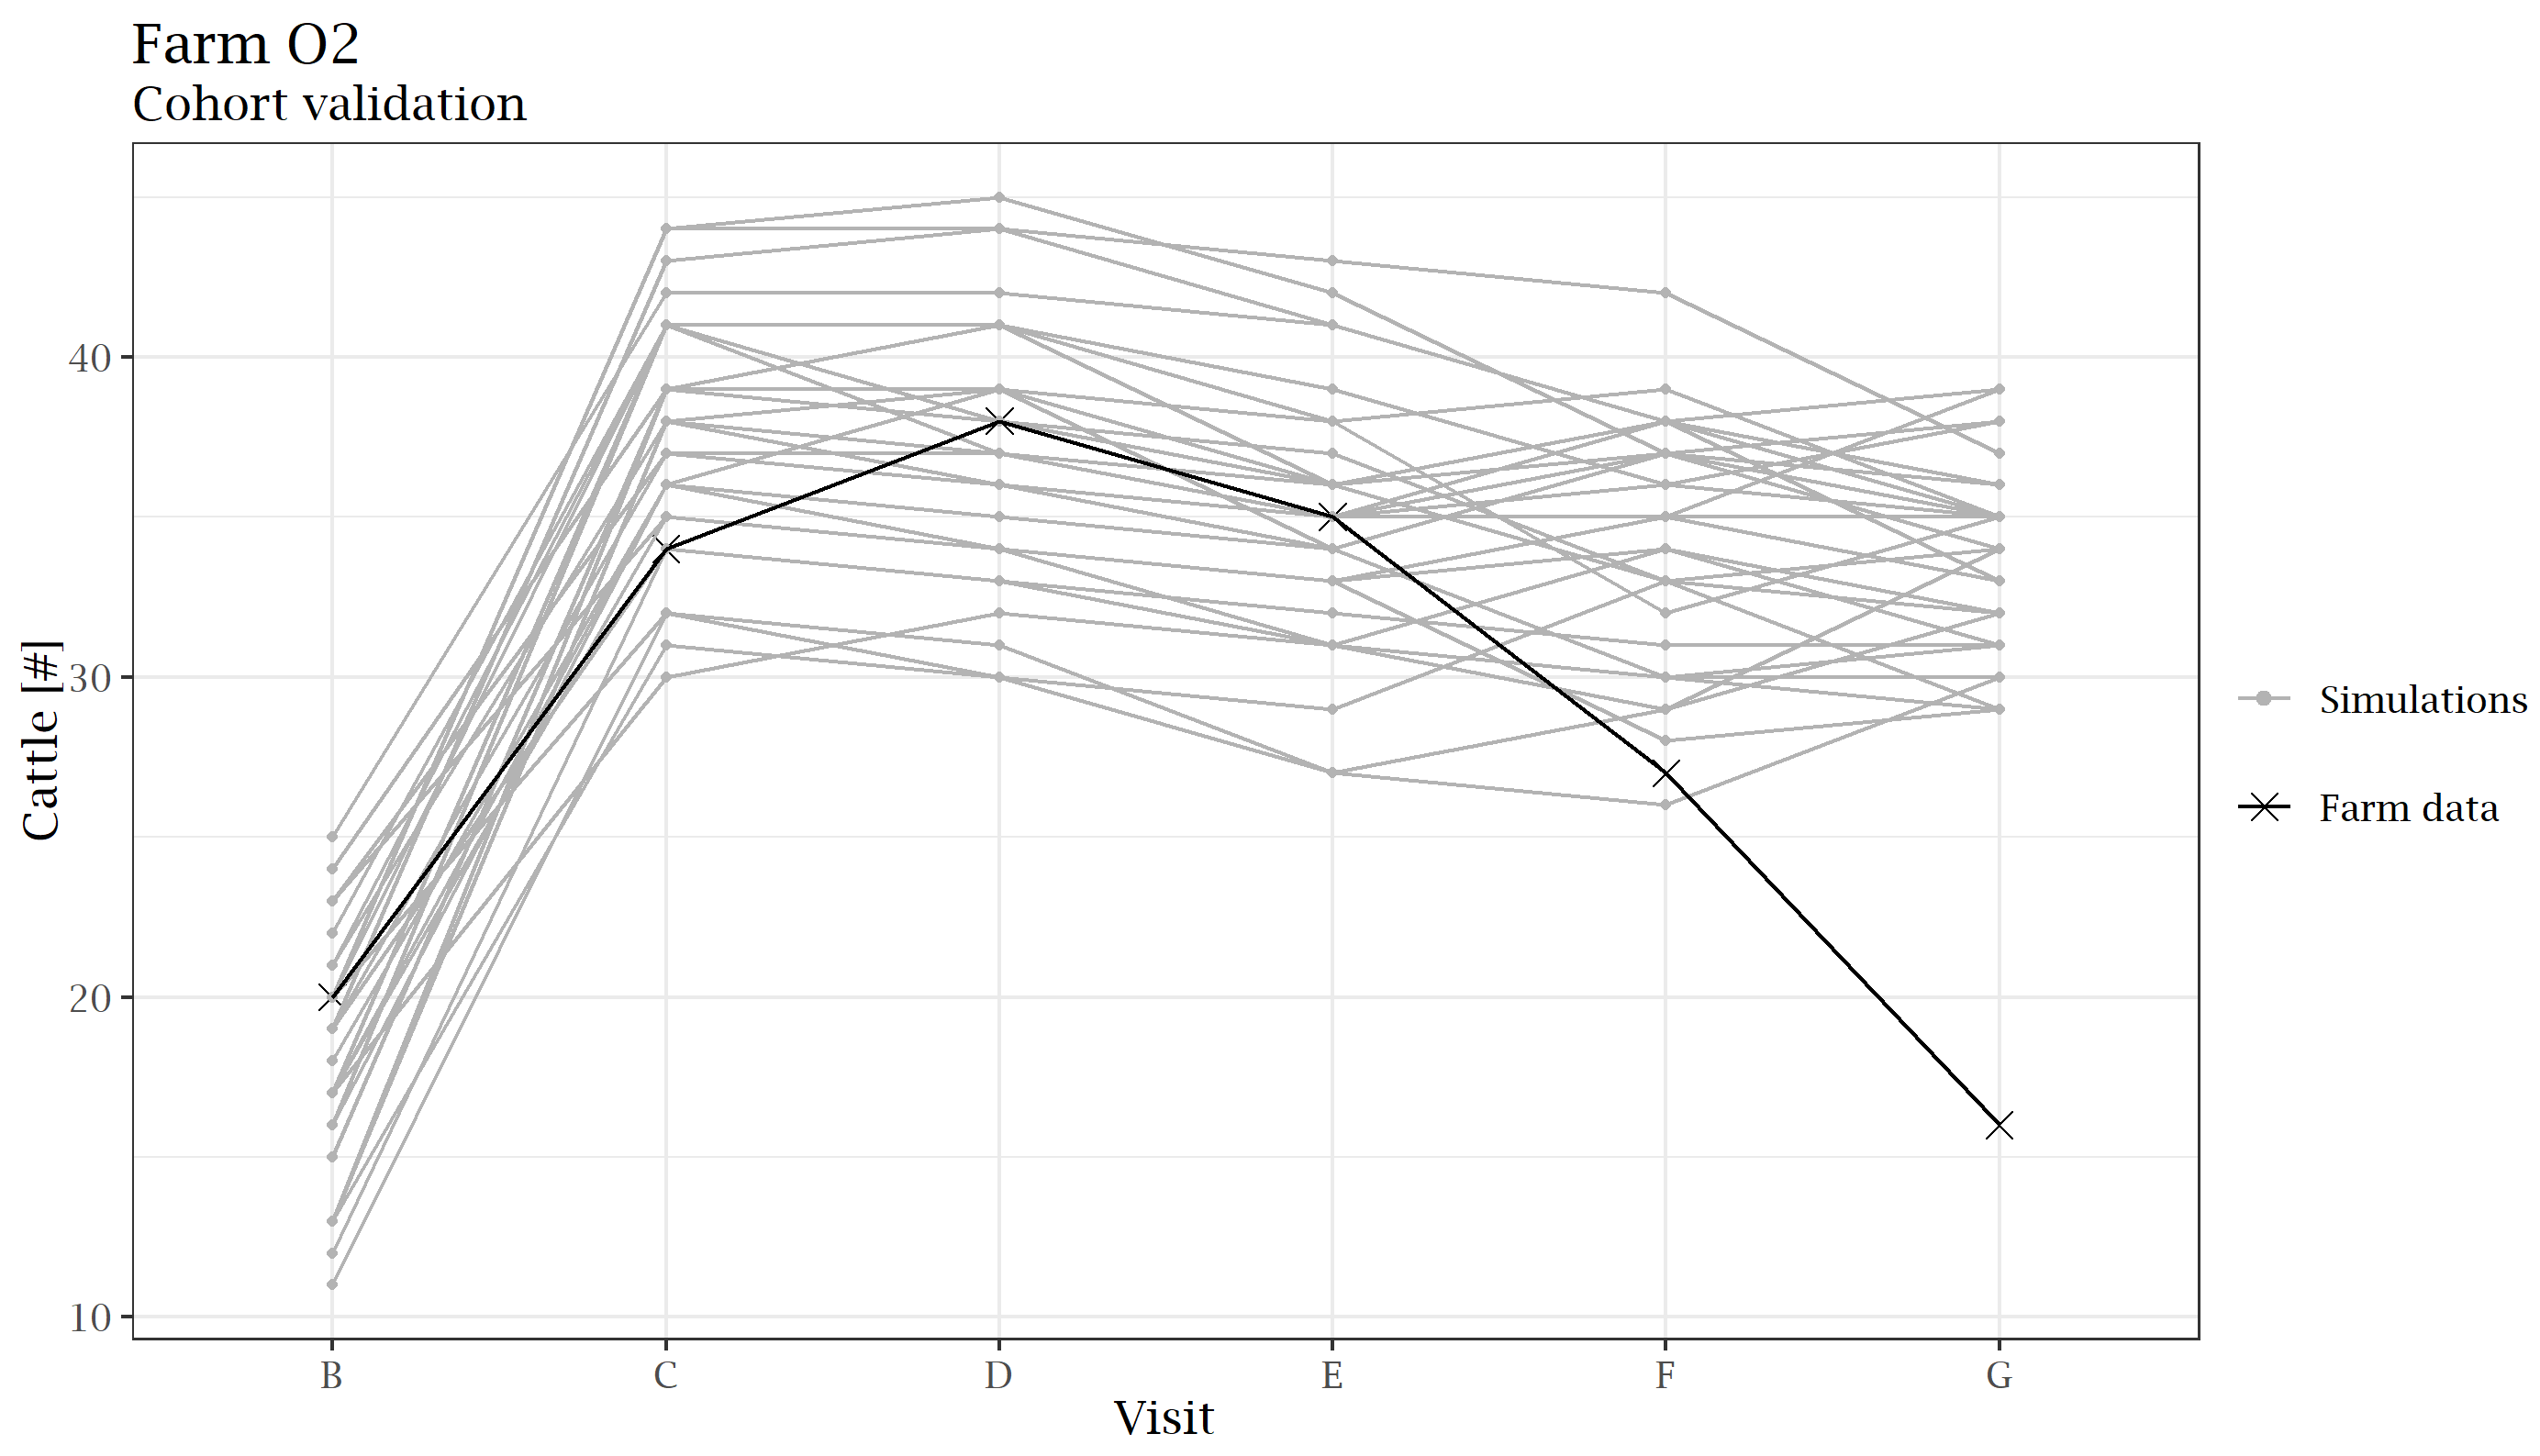 Farm O2
Cohort validation
Cattle [#]
40
30
20
10
B C D E F G
Visit
Simulations
Farm data